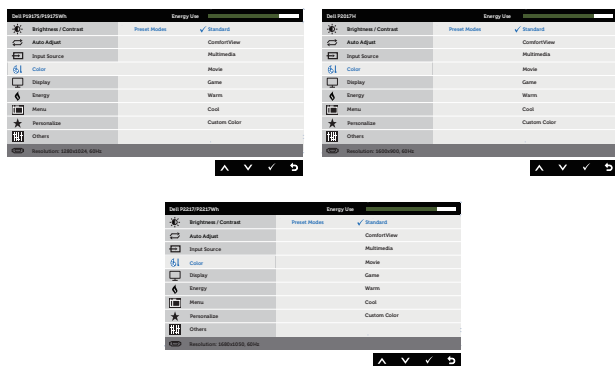 Dell P1917S/P1917SWh Energy Use
Brightness / Contrast Preset Modes ✓ Standard
Auto Adjust ComfortView
Input Source Multimedia
Color Movie
Display Game
Energy Warm
Menu Cool
Personalize Custom Color
Others
Resolution: 1280x1024, 60Hz
Dell P2017H Energy Use
Brightness / Contrast Preset Modes ✓ Standard
Auto Adjust ComfortView
Input Source Multimedia
Color Movie
Display Game
Energy Warm
Menu Cool
Personalize Custom Color
Others
Resolution: 1600x900, 60Hz
Dell P2217/P2217Wh Energy Use
Brightness / Contrast Preset Modes ✓ Standard
Auto Adjust ComfortView
Input Source Multimedia
Color Movie
Display Game
Energy Warm
Menu Cool
Personalize Custom Color
Others
Resolution: 1680x1050, 60Hz